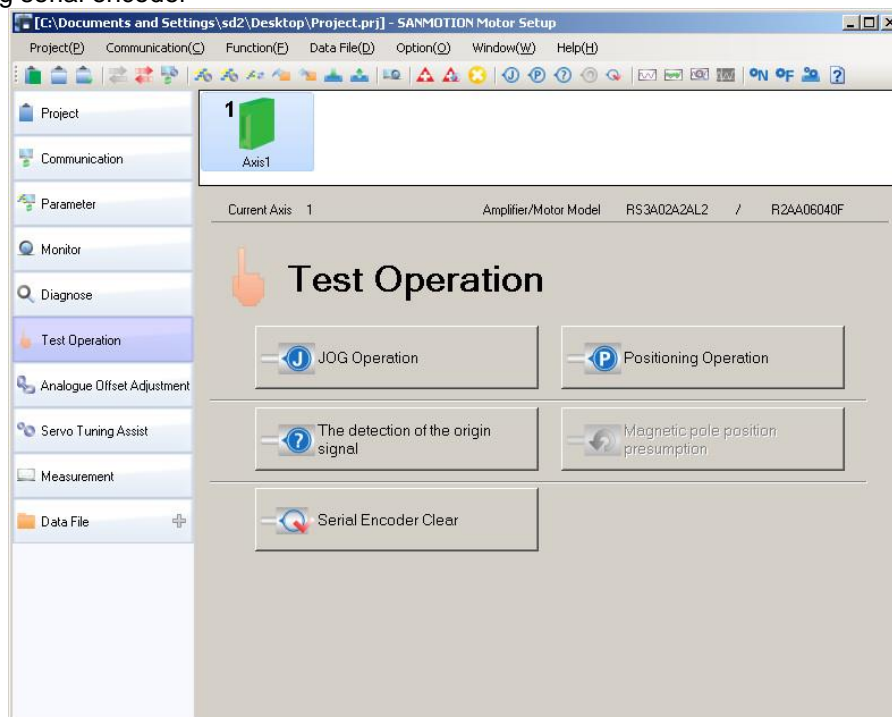 g serial encoder
[C:\Documents and Settings\sd2\Desktop\Project.prj] - SANMOTION Motor Setup
Project(P) Communication(C) Function(F) Data File(D) Option(O) Window(W) Help(H)
Project
1
Communication
Axis1
Parameter
Current Axis 1 Amplifier/Motor Model RS3A02A2AL2 / R2AA06040F
Monitor
Test Operation
Diagnose
Test Operation
JOG Operation
Positioning Operation
Analogue Offset Adjustment
Servo Tuning Assist
The detection of the origin
signal
Magnetic pole position
presumption
Measurement
Data File
Serial Encoder Clear